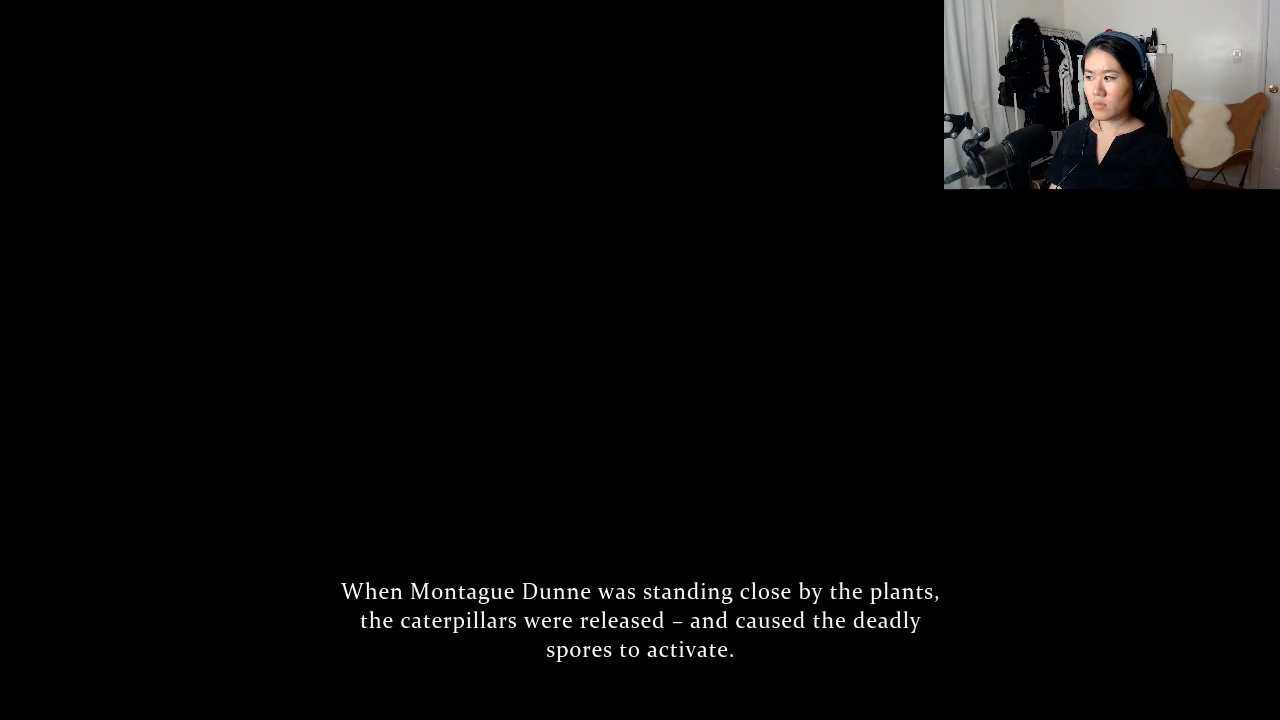 When Montague Dunne was standing close by the plants,
the caterpillars were released – and caused the deadly
spores to activate.